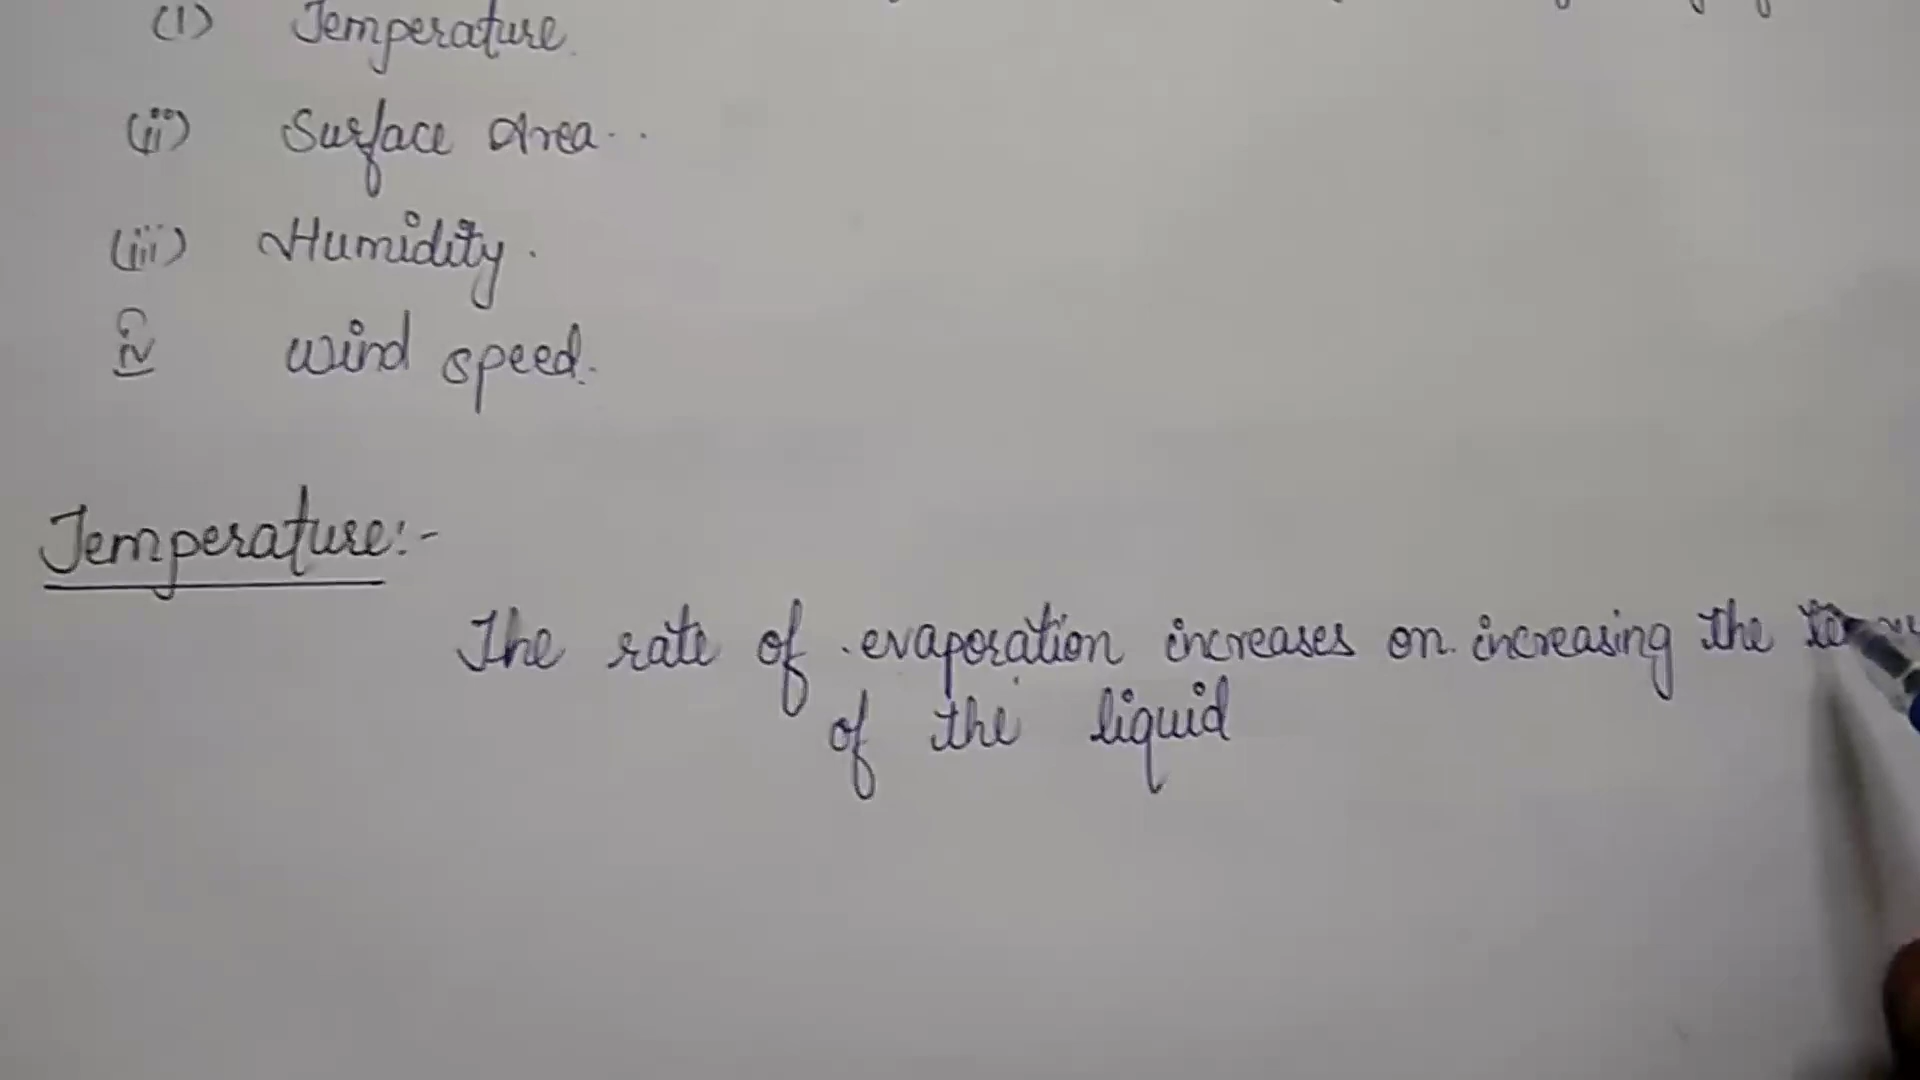 (i) Temperature.
(ii) Surface Area..
(iii) Humidity.
iv wind speed.
Temperature:-
The rate of evaporation increases on increasing the
of the liquid